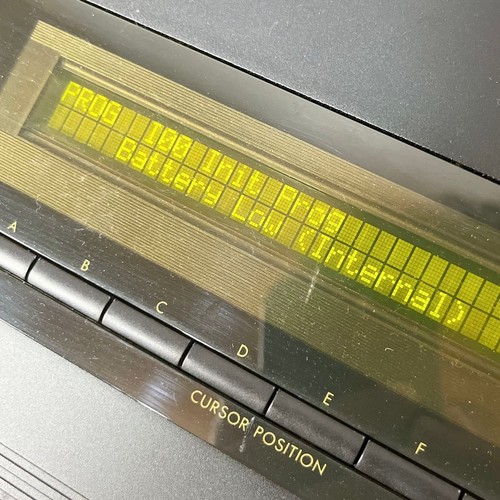 PROG 100 Init Prog
Battery Low <Internal>
A B C D E F
CURSOR POSITION